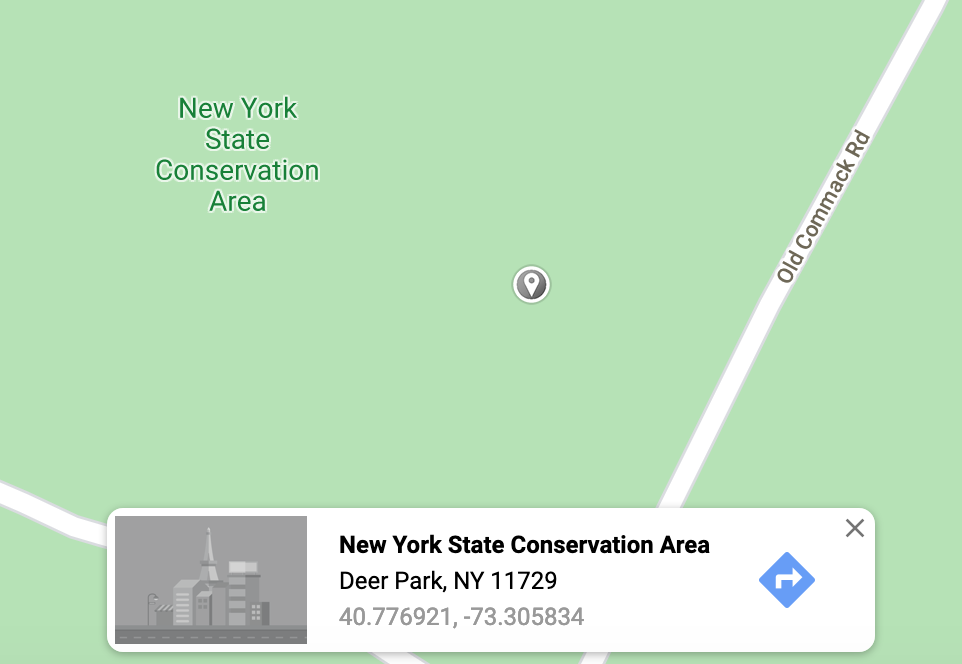 New York
State
Conservation
Area
Old Commack Rd
New York State Conservation Area
Deer Park, NY 11729
40.776921, -73.305834